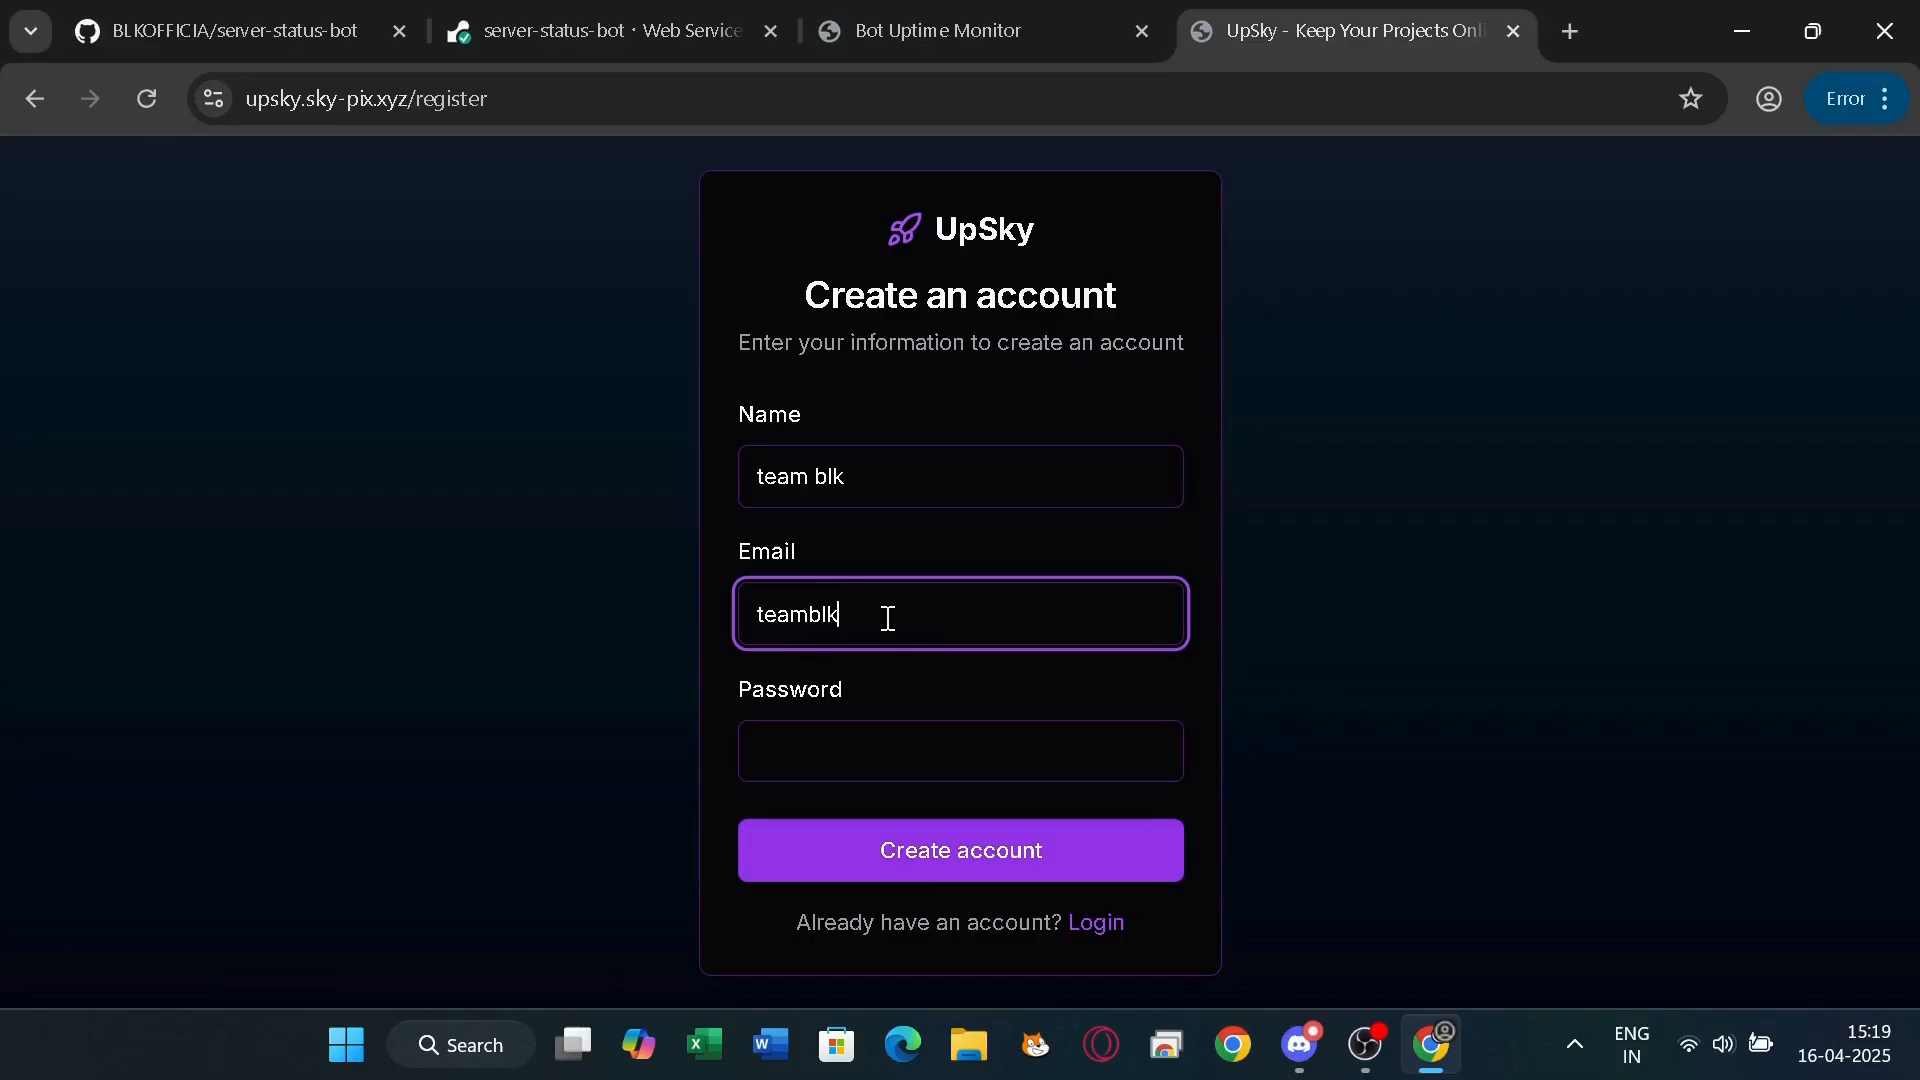 BLKOFFICIA/server-status-bot
server-status-bot · Web Service
Bot Uptime Monitor
UpSky - Keep Your Projects Onli
upsky.sky-pix.xyz/register
Error
UpSky
Create an account
Enter your information to create an account
Name
team blk
Email
teamblk
Password
Create account
Already have an account? Login
Search
ENG
IN
15:19
16-04-2025